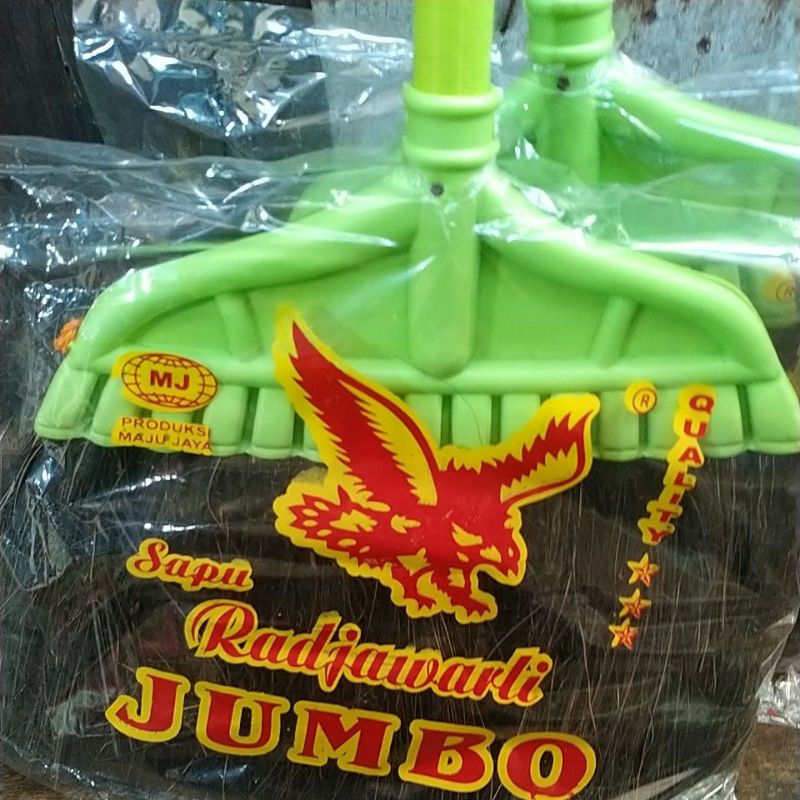 MJ
PRODUKSI
MAJU JAYA
®
QUALITY
Sapu
Radjawarli
JUMBO
®